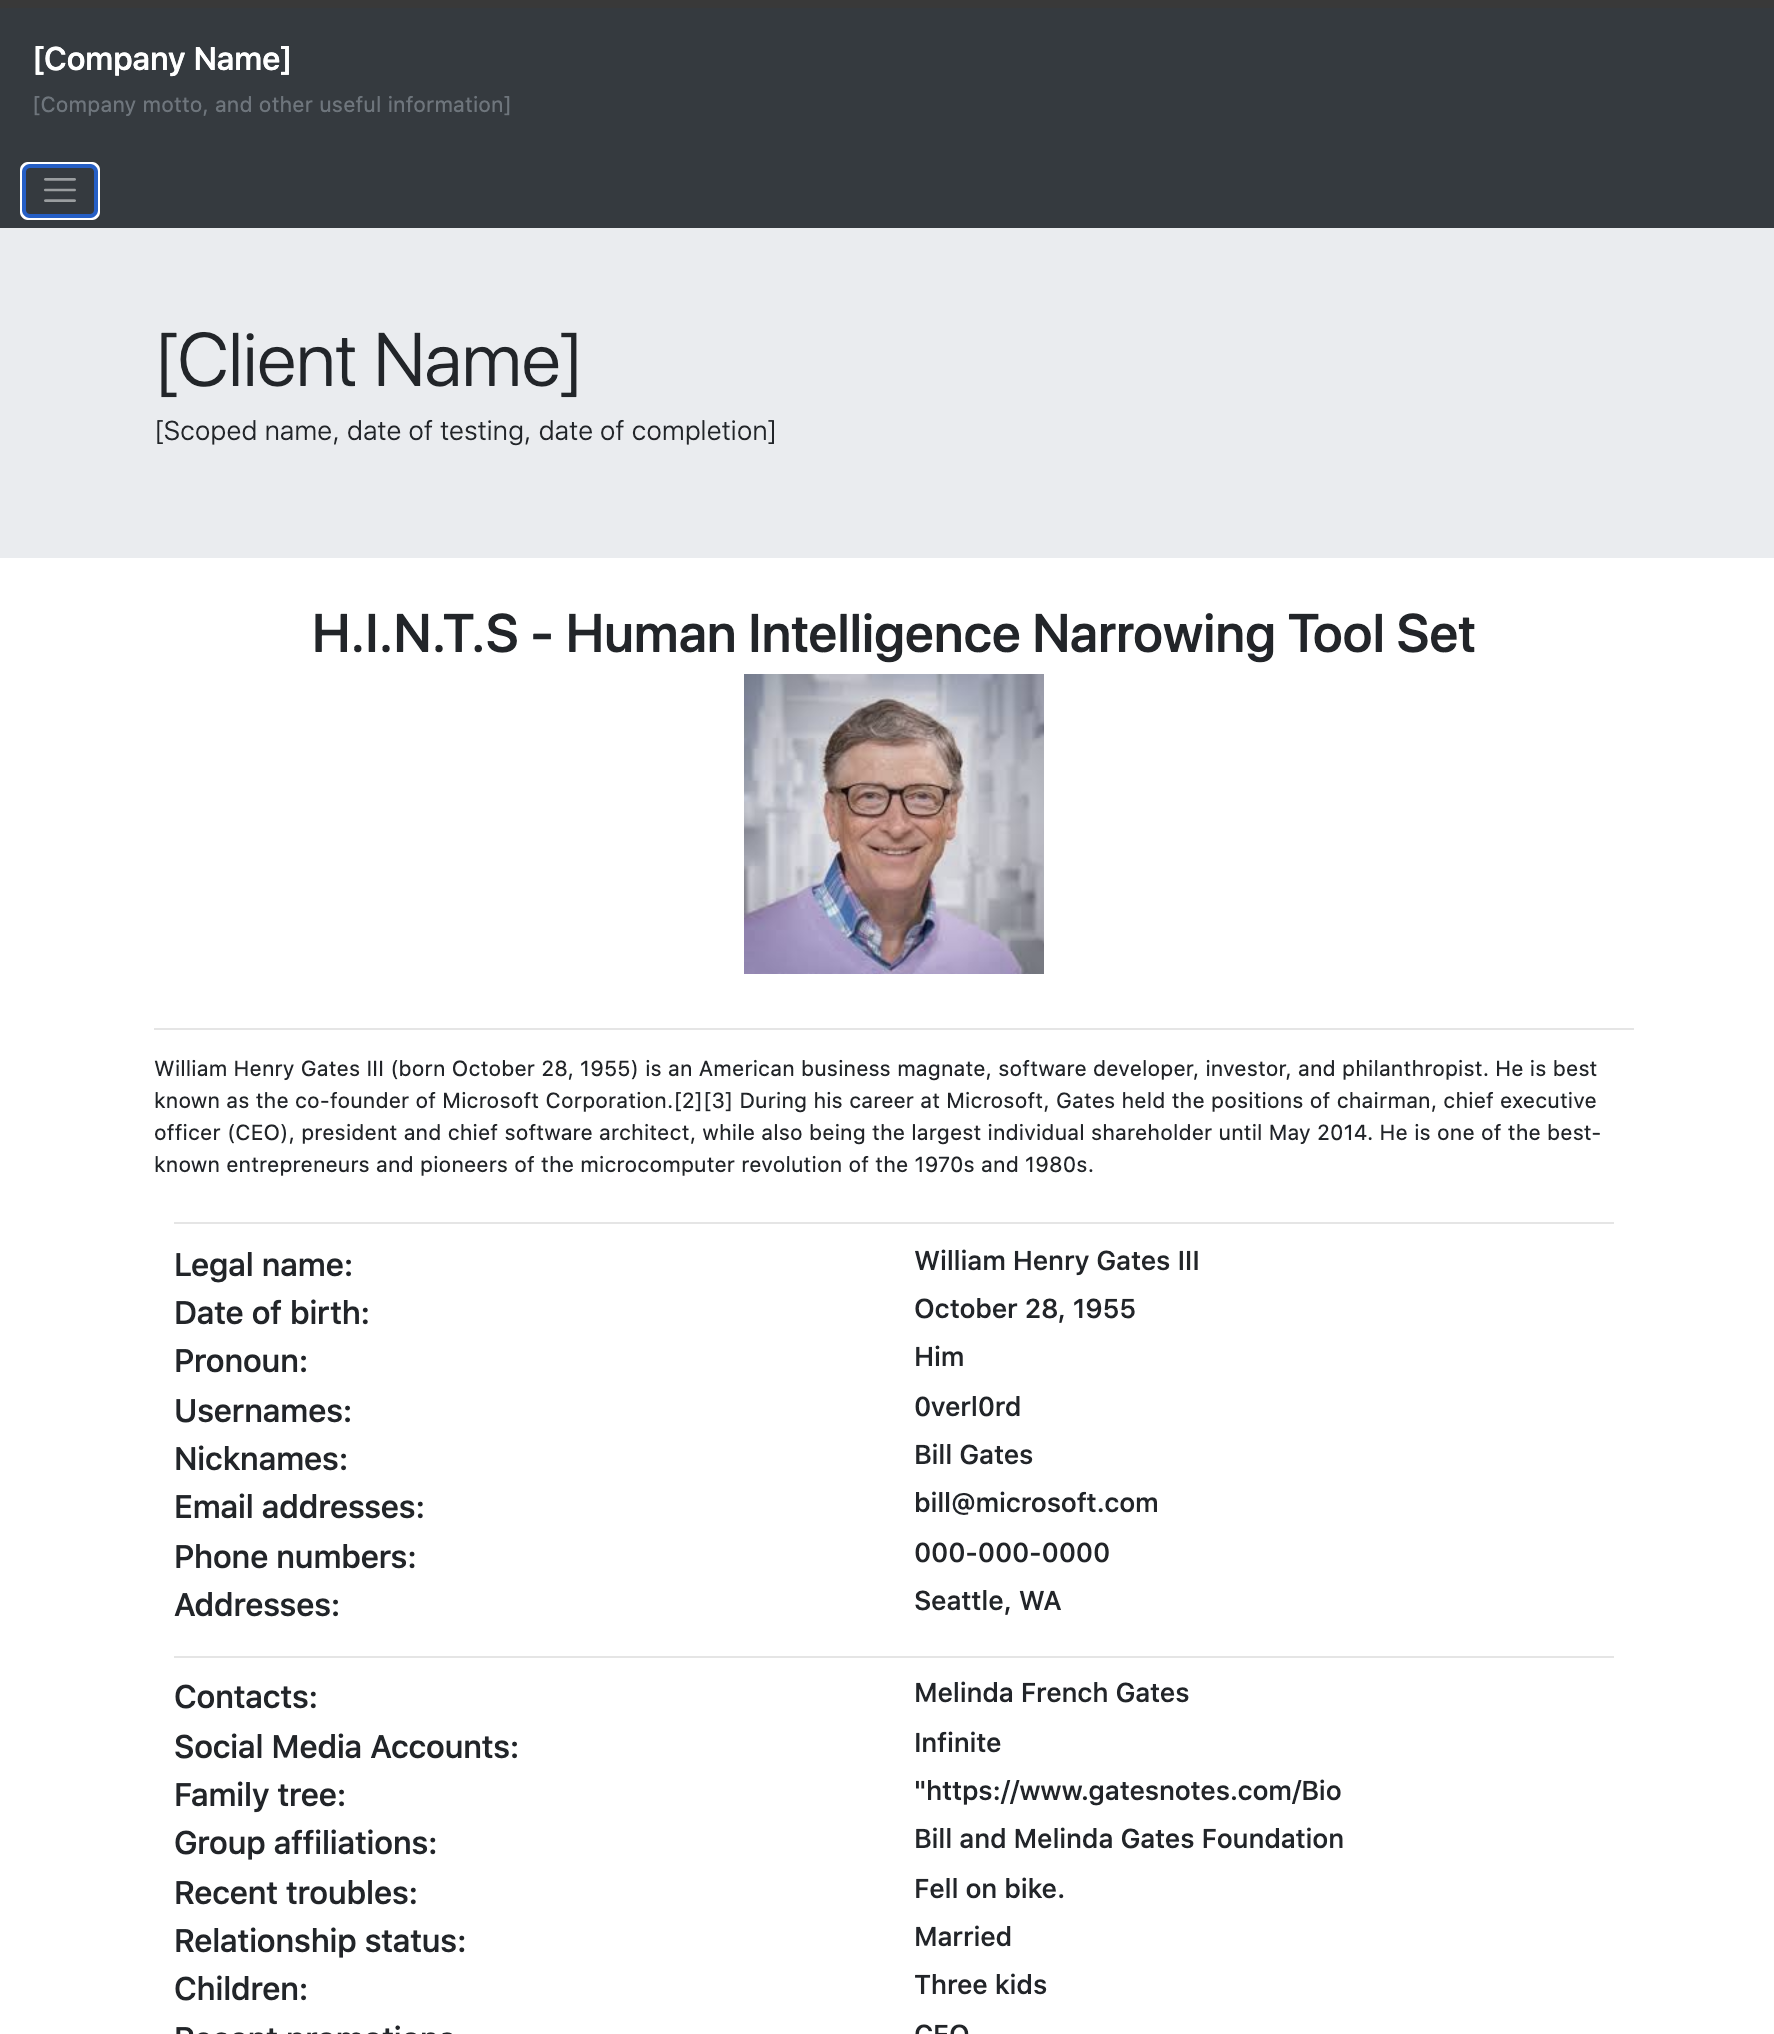 [Company Name]
[Company motto, and other useful information]
[Client Name]
[Scoped name, date of testing, date of completion]
H.I.N.T.S - Human Intelligence Narrowing Tool Set
William Henry Gates III (born October 28, 1955) is an American business magnate, software developer, investor, and philanthropist. He is best
known as the co-founder of Microsoft Corporation.[2][3] During his career at Microsoft, Gates held the positions of chairman, chief executive
officer (CEO), president and chief software architect, while also being the largest individual shareholder until May 2014. He is one of the best-
known entrepreneurs and pioneers of the microcomputer revolution of the 1970s and 1980s.
Legal name: William Henry Gates III
Date of birth: October 28, 1955
Pronoun: Him
Usernames: 0verl0rd
Nicknames: Bill Gates
Email addresses: bill@microsoft.com
Phone numbers: 000-000-0000
Addresses: Seattle, WA
Contacts: Melinda French Gates
Social Media Accounts: Infinite
Family tree: "https://www.gatesnotes.com/Bio
Group affiliations: Bill and Melinda Gates Foundation
Recent troubles: Fell on bike.
Relationship status: Married
Children: Three kids
Recent promotions CEO